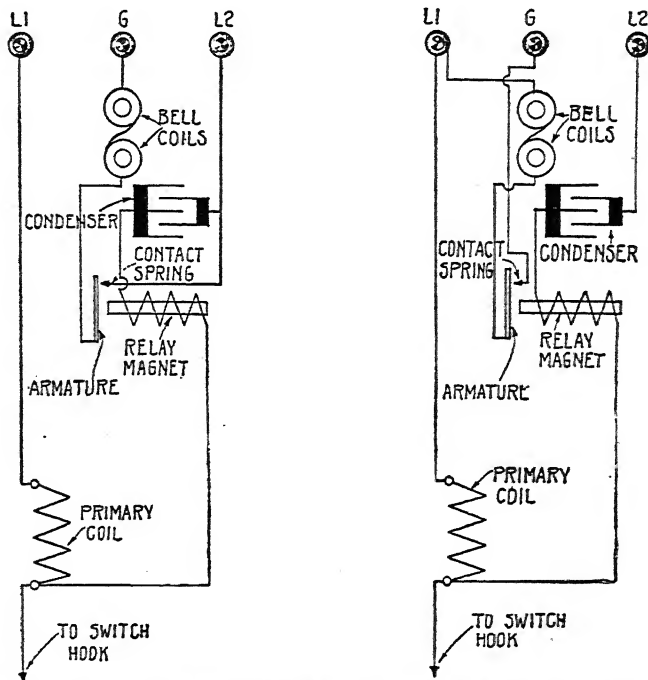 L1 G L2
BELL
COILS
CONDENSER
CONTACT
SPRING
RELAY
MAGNET
ARMATURE
PRIMARY
COIL
TO SWITCH
HOOK
L1 G L2
BELL
COILS
CONTACT
SPRING
CONDENSER
RELAY
MAGNET
ARMATURE
PRIMARY
COIL
TO SWITCH
HOOK